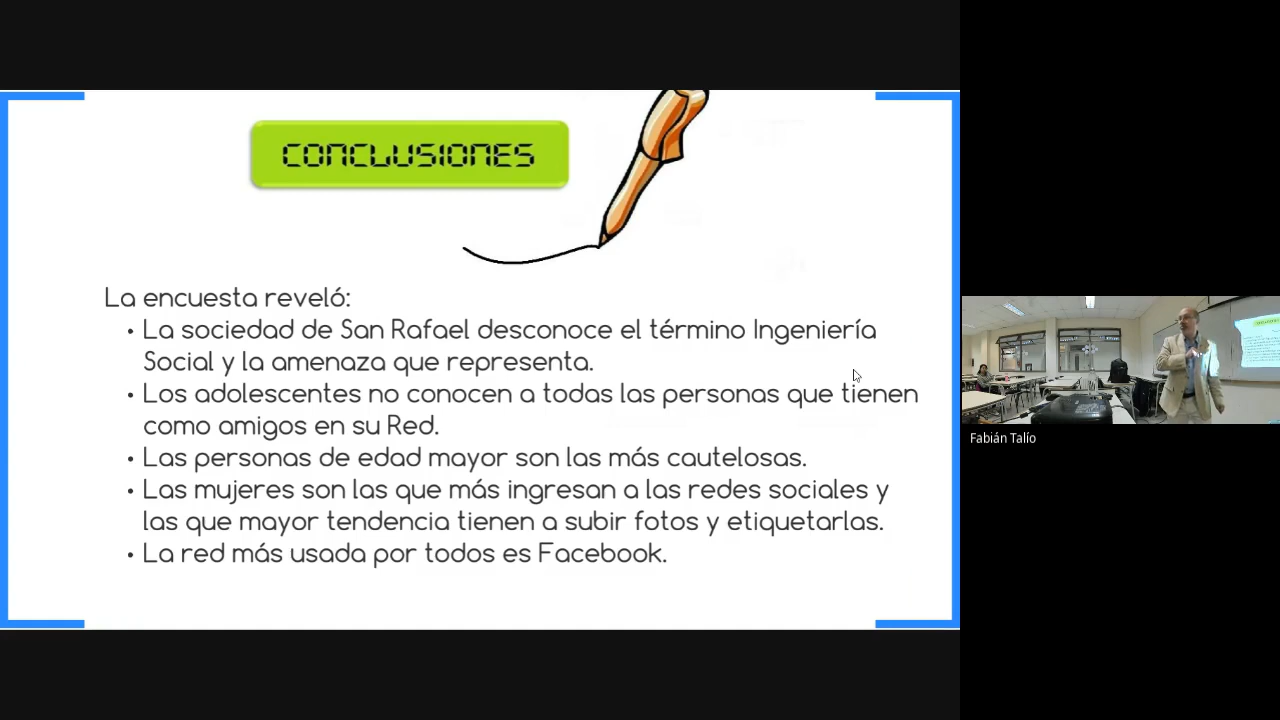 CONCLUSIONES
La encuesta reveló:
• La sociedad de San Rafael desconoce el término Ingeniería
Social y la amenaza que representa.
• Los adolescentes no conocen a todas las personas que tienen
como amigos en su Red.
• Las personas de edad mayor son las más cautelosas.
• Las mujeres son las que más ingresan a las redes sociales y
las que mayor tendencia tienen a subir fotos y etiquetarlas.
• La red más usada por todos es Facebook.
Fabián Talío